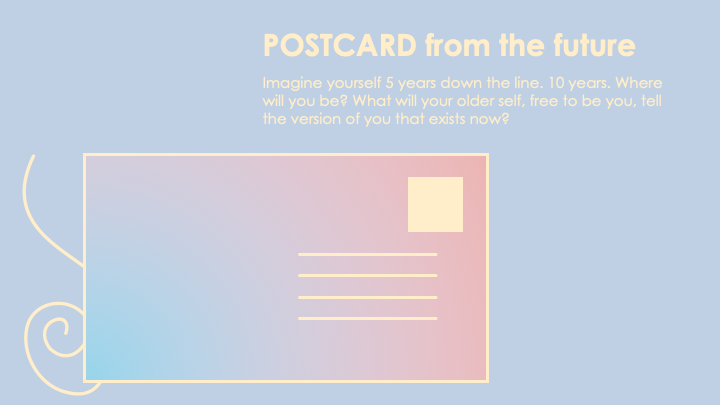 POSTCARD from the future
Imagine yourself 5 years down the line. 10 years. Where
will you be? What will your older self, free to be you, tell
the version of you that exists now?